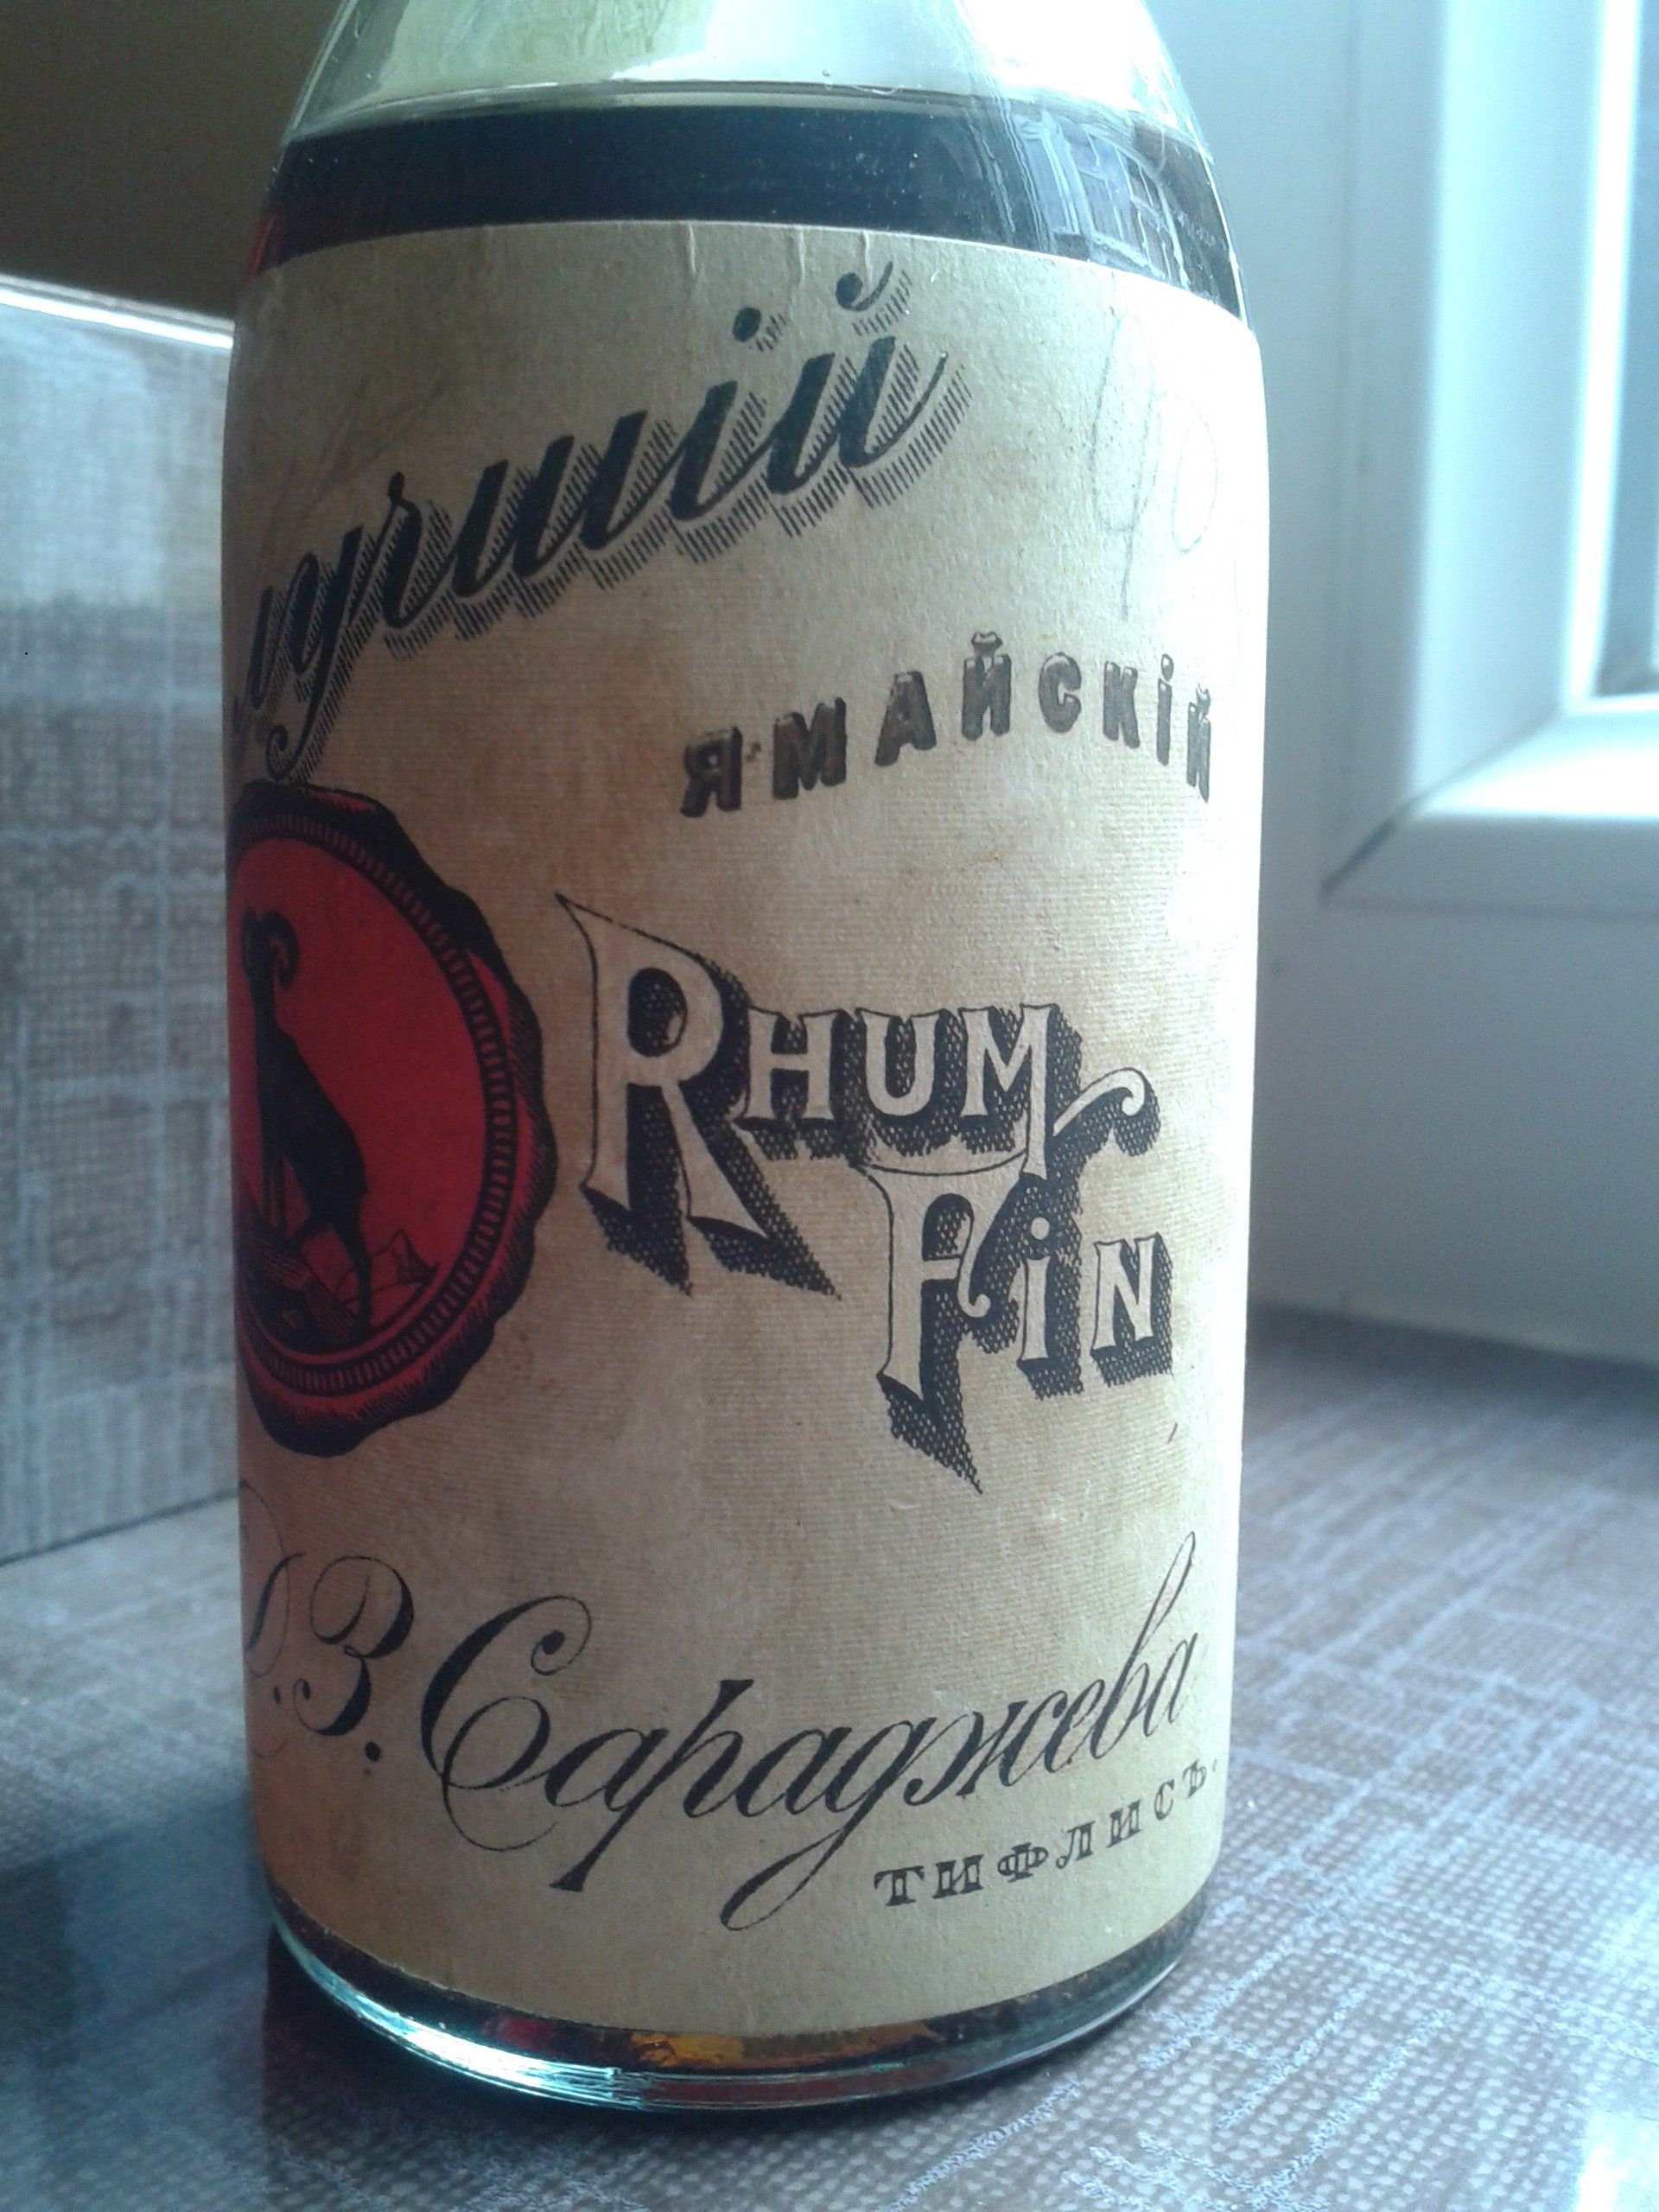 Лучшій
ЯМАЙСКІЙ
RHUM
FIN
Д.З. Сараджева
ТИФЛИСЪ.